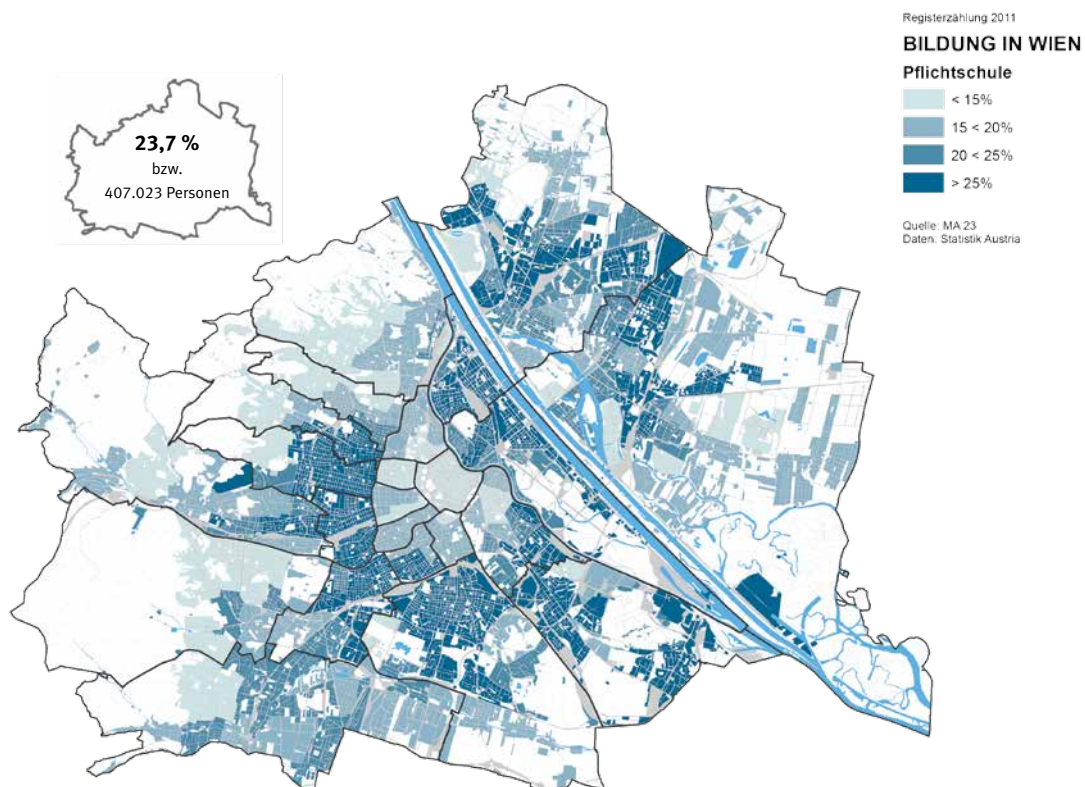 Registerzählung 2011
BILDUNG IN WIEN
Pflichtschule
< 15%
15 < 20%
20 < 25%
> 25%
Quelle: MA 23
Daten: Statistik Austria
23,7 %
bzw.
407.023 Personen